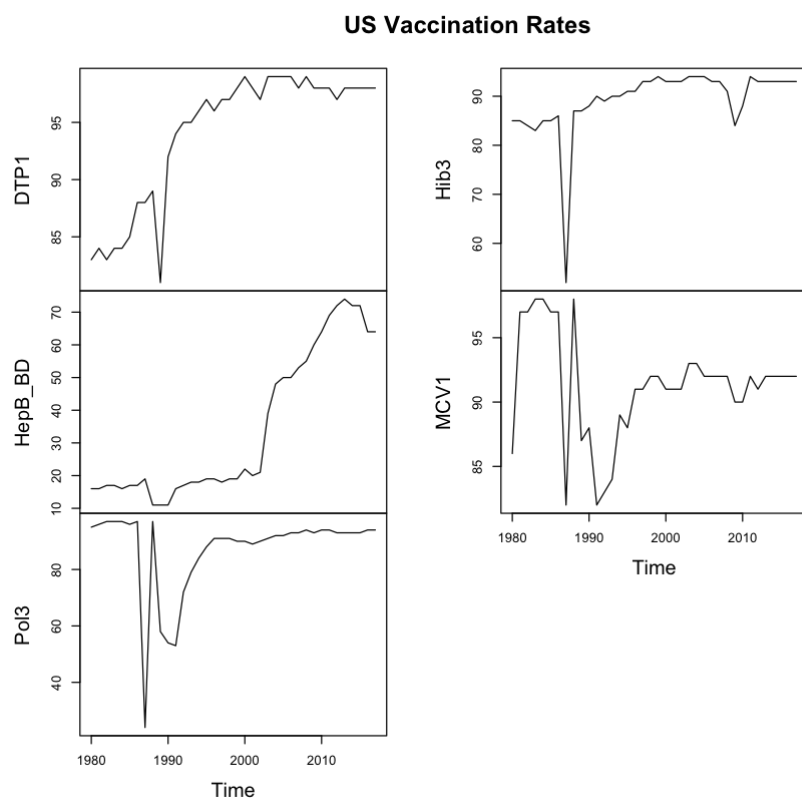 US Vaccination Rates
DTP1
85 90 95
HepB_BD
10 20 30 40 50 60 70
Pol3
40 60 80
1980 1990 2000 2010
Time
Hib3
60 70 80 90
MCV1
85 90 95
1980 1990 2000 2010
Time